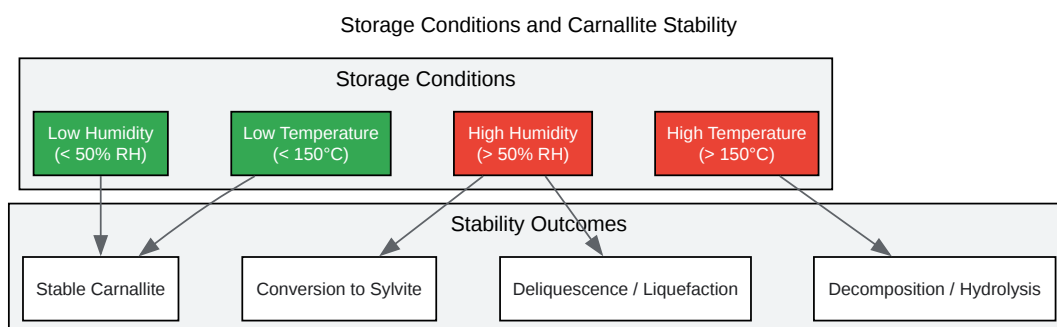 Storage Conditions and Carnallite Stability
Storage Conditions
Low Humidity
(< 50% RH)
Low Temperature
(< 150°C)
High Humidity
(> 50% RH)
High Temperature
(> 150°C)
Stability Outcomes
Stable Carnallite
Conversion to Sylvite
Deliquescence / Liquefaction
Decomposition / Hydrolysis